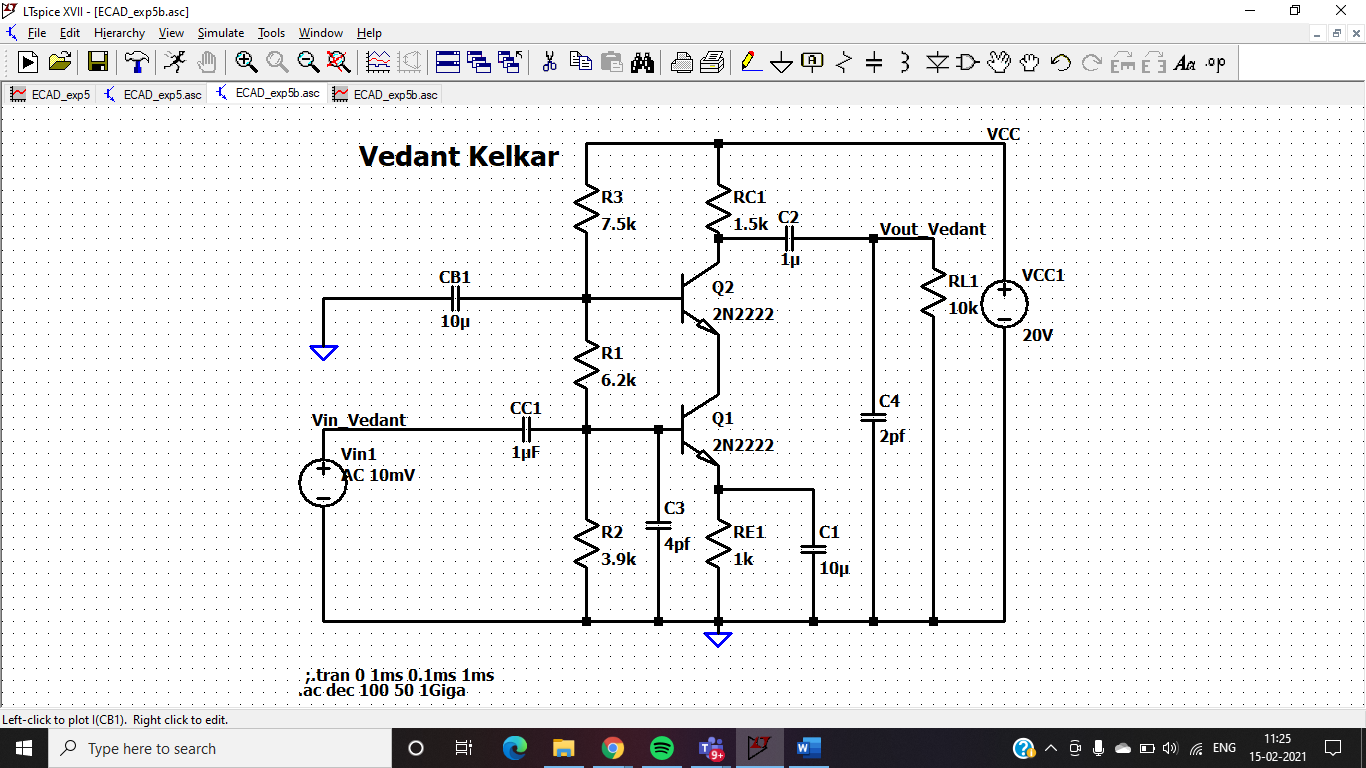 LTspice XVII - [ECAD_exp5b.asc]
File Edit Hierarchy View Simulate Tools Window Help
Aa .op
ECAD_exp5 ECAD_exp5.asc ECAD_exp5b.asc ECAD_exp5b.asc
Vedant Kelkar
VCC
R3
7.5k
RC1
1.5k
C2
1µ
Vout_Vedant
CB1
10µ
Q2
2N2222
RL1
10k
VCC1
20V
R1
6.2k
Vin_Vedant
CC1
1µF
Q1
2N2222
C4
2pf
Vin1
AC 10mV
R2
3.9k
C3
4pf
RE1
1k
C1
10µ
;.tran 0 1ms 0.1ms 1ms
.ac dec 100 50 1Giga
Left-click to plot I(CB1). Right click to edit.
Type here to search
9+
W
ENG
11:25
15-02-2021